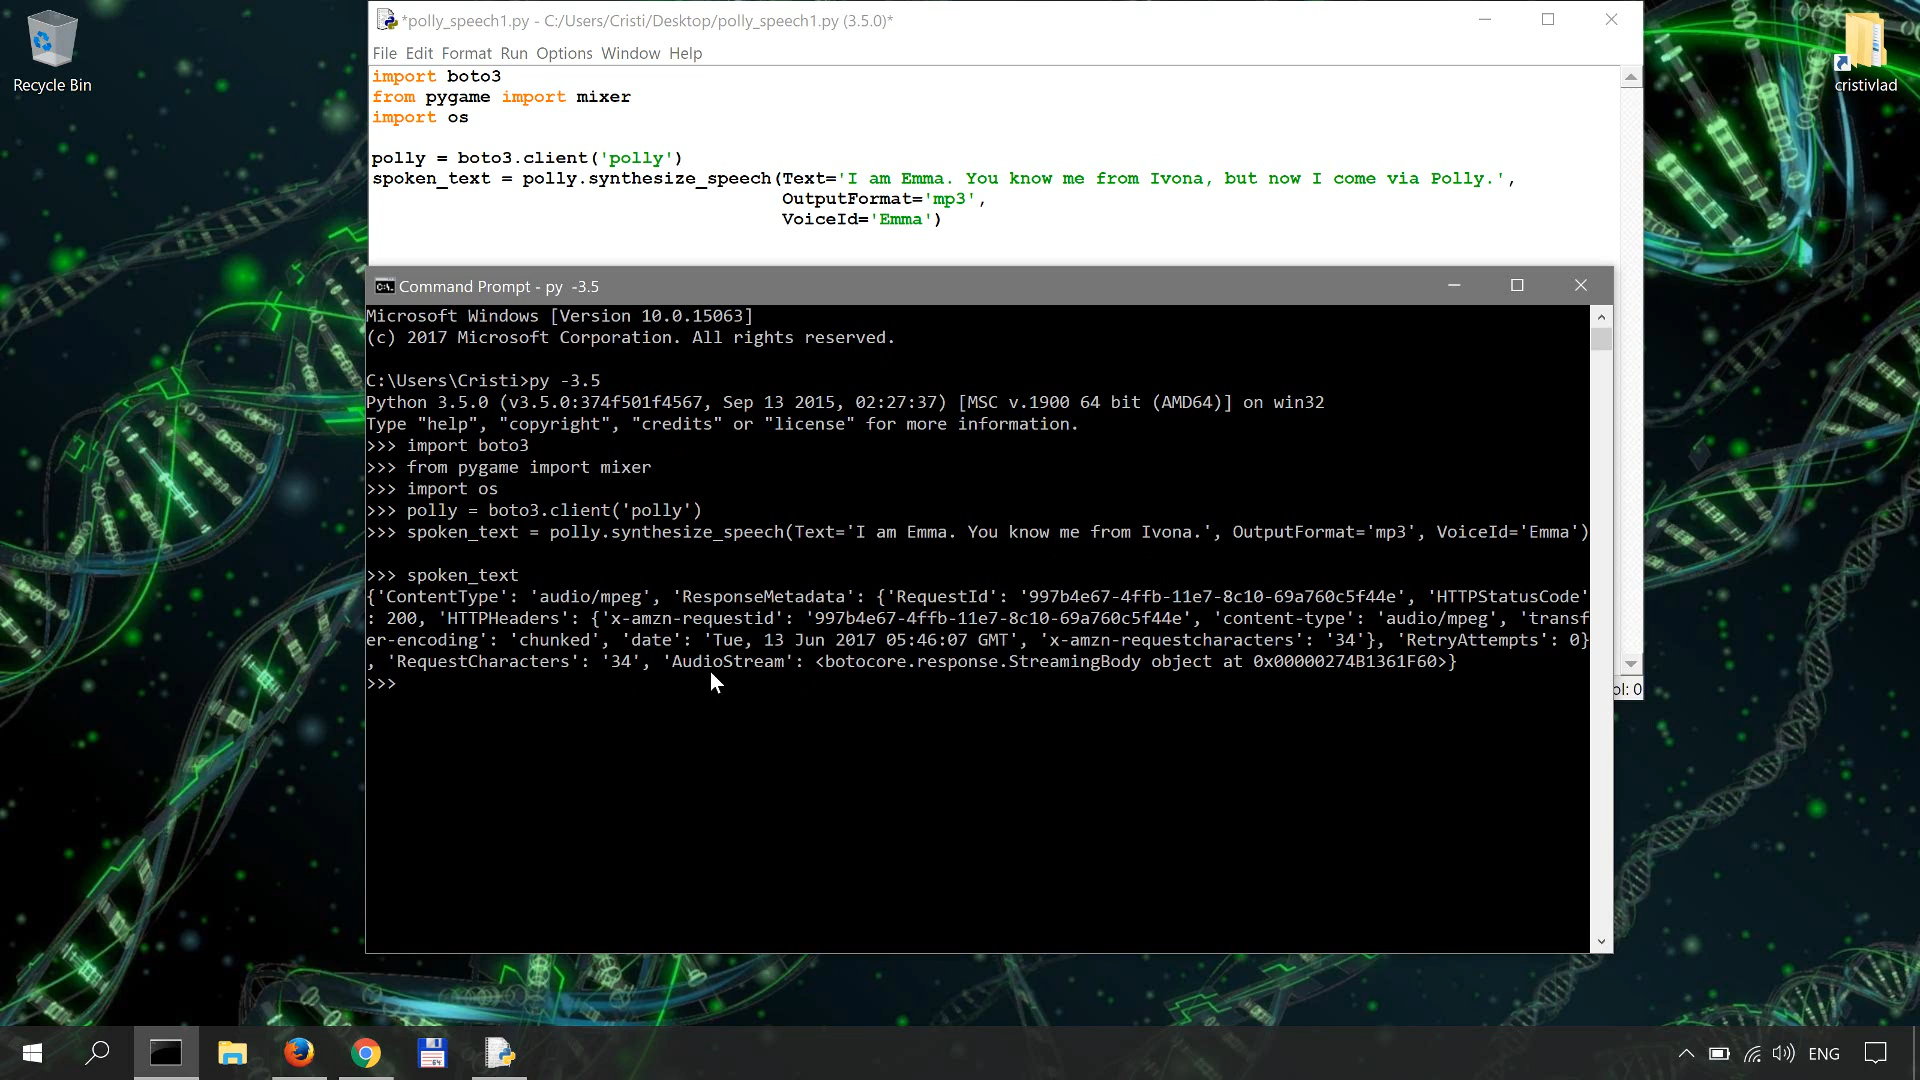 Recycle Bin
*polly_speech1.py - C:/Users/Cristi/Desktop/polly_speech1.py (3.5.0)*
cristivlad
File Edit Format Run Options Window Help
import boto3
from pygame import mixer
import os
polly = boto3.client('polly')
spoken_text = polly.synthesize_speech(Text='I am Emma. You know me from Ivona, but now I come via Polly.',
OutputFormat='mp3',
VoiceId='Emma')
Command Prompt - py -3.5
Microsoft Windows [Version 10.0.15063]
(c) 2017 Microsoft Corporation. All rights reserved.
C:\Users\Cristi>py -3.5
Python 3.5.0 (v3.5.0:374f501f4567, Sep 13 2015, 02:27:37) [MSC v.1900 64 bit (AMD64)] on win32
Type "help", "copyright", "credits" or "license" for more information.
>>> import boto3
>>> from pygame import mixer
>>> import os
>>> polly = boto3.client('polly')
>>> spoken_text = polly.synthesize_speech(Text='I am Emma. You know me from Ivona.', OutputFormat='mp3', VoiceId='Emma')
>>> spoken_text
{'ContentType': 'audio/mpeg', 'ResponseMetadata': {'RequestId': '997b4e67-4ffb-11e7-8c10-69a760c5f44e', 'HTTPStatusCode'
: 200, 'HTTPHeaders': {'x-amzn-requestid': '997b4e67-4ffb-11e7-8c10-69a760c5f44e', 'content-type': 'audio/mpeg', 'transf
er-encoding': 'chunked', 'date': 'Tue, 13 Jun 2017 05:46:07 GMT', 'x-amzn-requestcharacters': '34'}, 'RetryAttempts': 0}
, 'RequestCharacters': '34', 'AudioStream': <botocore.response.StreamingBody object at 0x00000274B1361F60>}
>>>
ol: 0
64
ENG